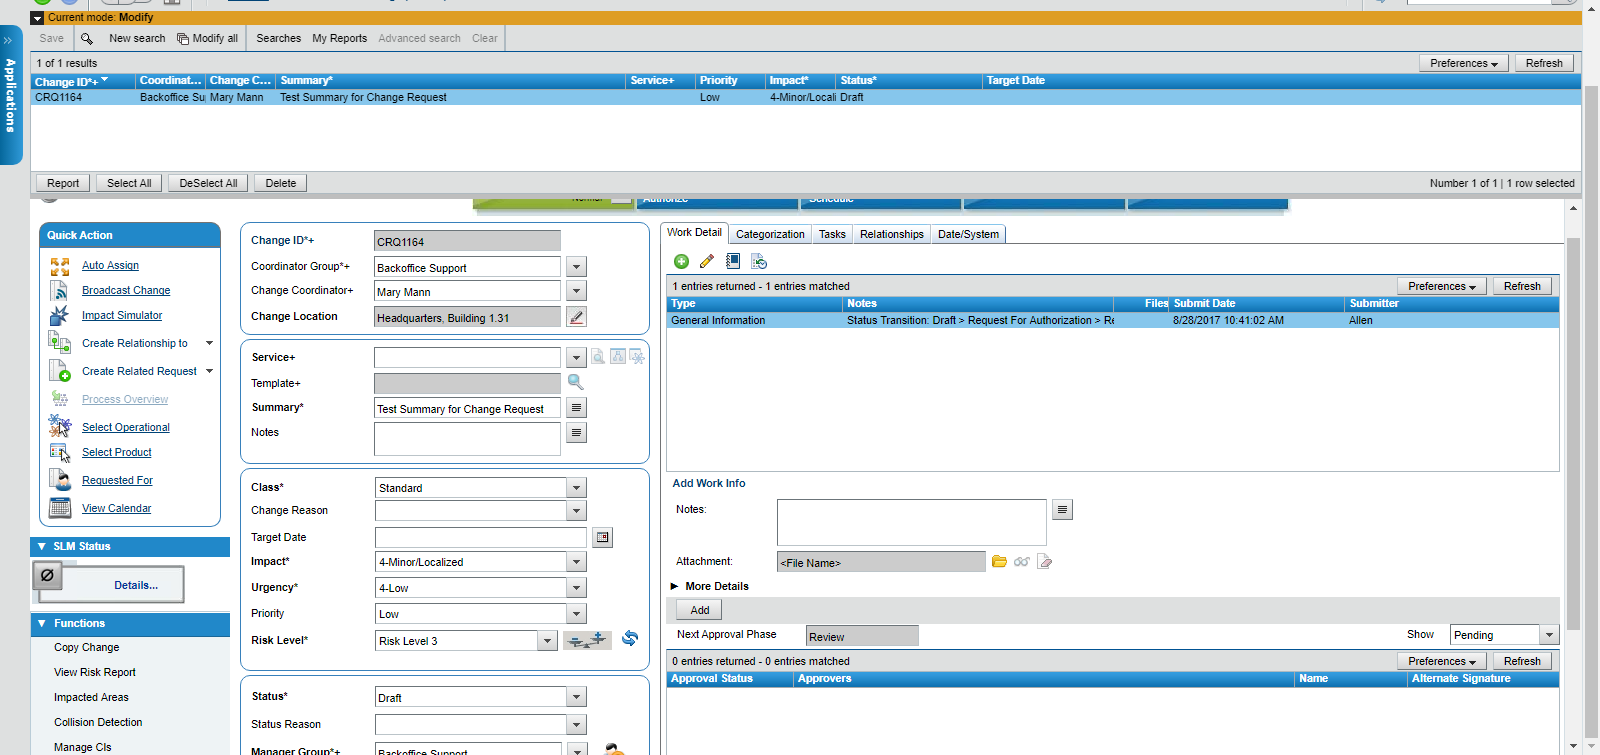 Current mode: Modify
Save New search Modify all Searches My Reports Advanced search Clear
1 of 1 results Preferences Refresh
Change ID*+ Coordinat... Change C... Summary* Service+ Priority Impact* Status* Target Date
CRQ1164 Backoffice Su Mary Mann Test Summary for Change Request Low 4-Minor/Locali Draft
Report Select All DeSelect All Delete Number 1 of 1 | 1 row selected
Applications
Normal Authorize Schedule
Quick Action
Auto Assign
Broadcast Change
Impact Simulator
Create Relationship to
Create Related Request
Process Overview
Select Operational
Select Product
Requested For
View Calendar
SLM Status
Details...
Functions
Copy Change
View Risk Report
Impacted Areas
Collision Detection
Manage CIs
Change ID*+ CRQ1164
Coordinator Group*+ Backoffice Support
Change Coordinator+ Mary Mann
Change Location Headquarters, Building 1.31
Service+
Template+
Summary* Test Summary for Change Request
Notes
Class* Standard
Change Reason
Target Date
Impact* 4-Minor/Localized
Urgency* 4-Low
Priority Low
Risk Level* Risk Level 3
Status* Draft
Status Reason
Manager Group*+ Backoffice Support
Work Detail Categorization Tasks Relationships Date/System
1 entries returned - 1 entries matched Preferences Refresh
Type Notes Files Submit Date Submitter
General Information Status Transition: Draft > Request For Authorization > Re 8/28/2017 10:41:02 AM Allen
Add Work Info
Notes:
Attachment: <File Name>
More Details
Add
Next Approval Phase Review Show Pending
0 entries returned - 0 entries matched Preferences Refresh
Approval Status Approvers Name Alternate Signature